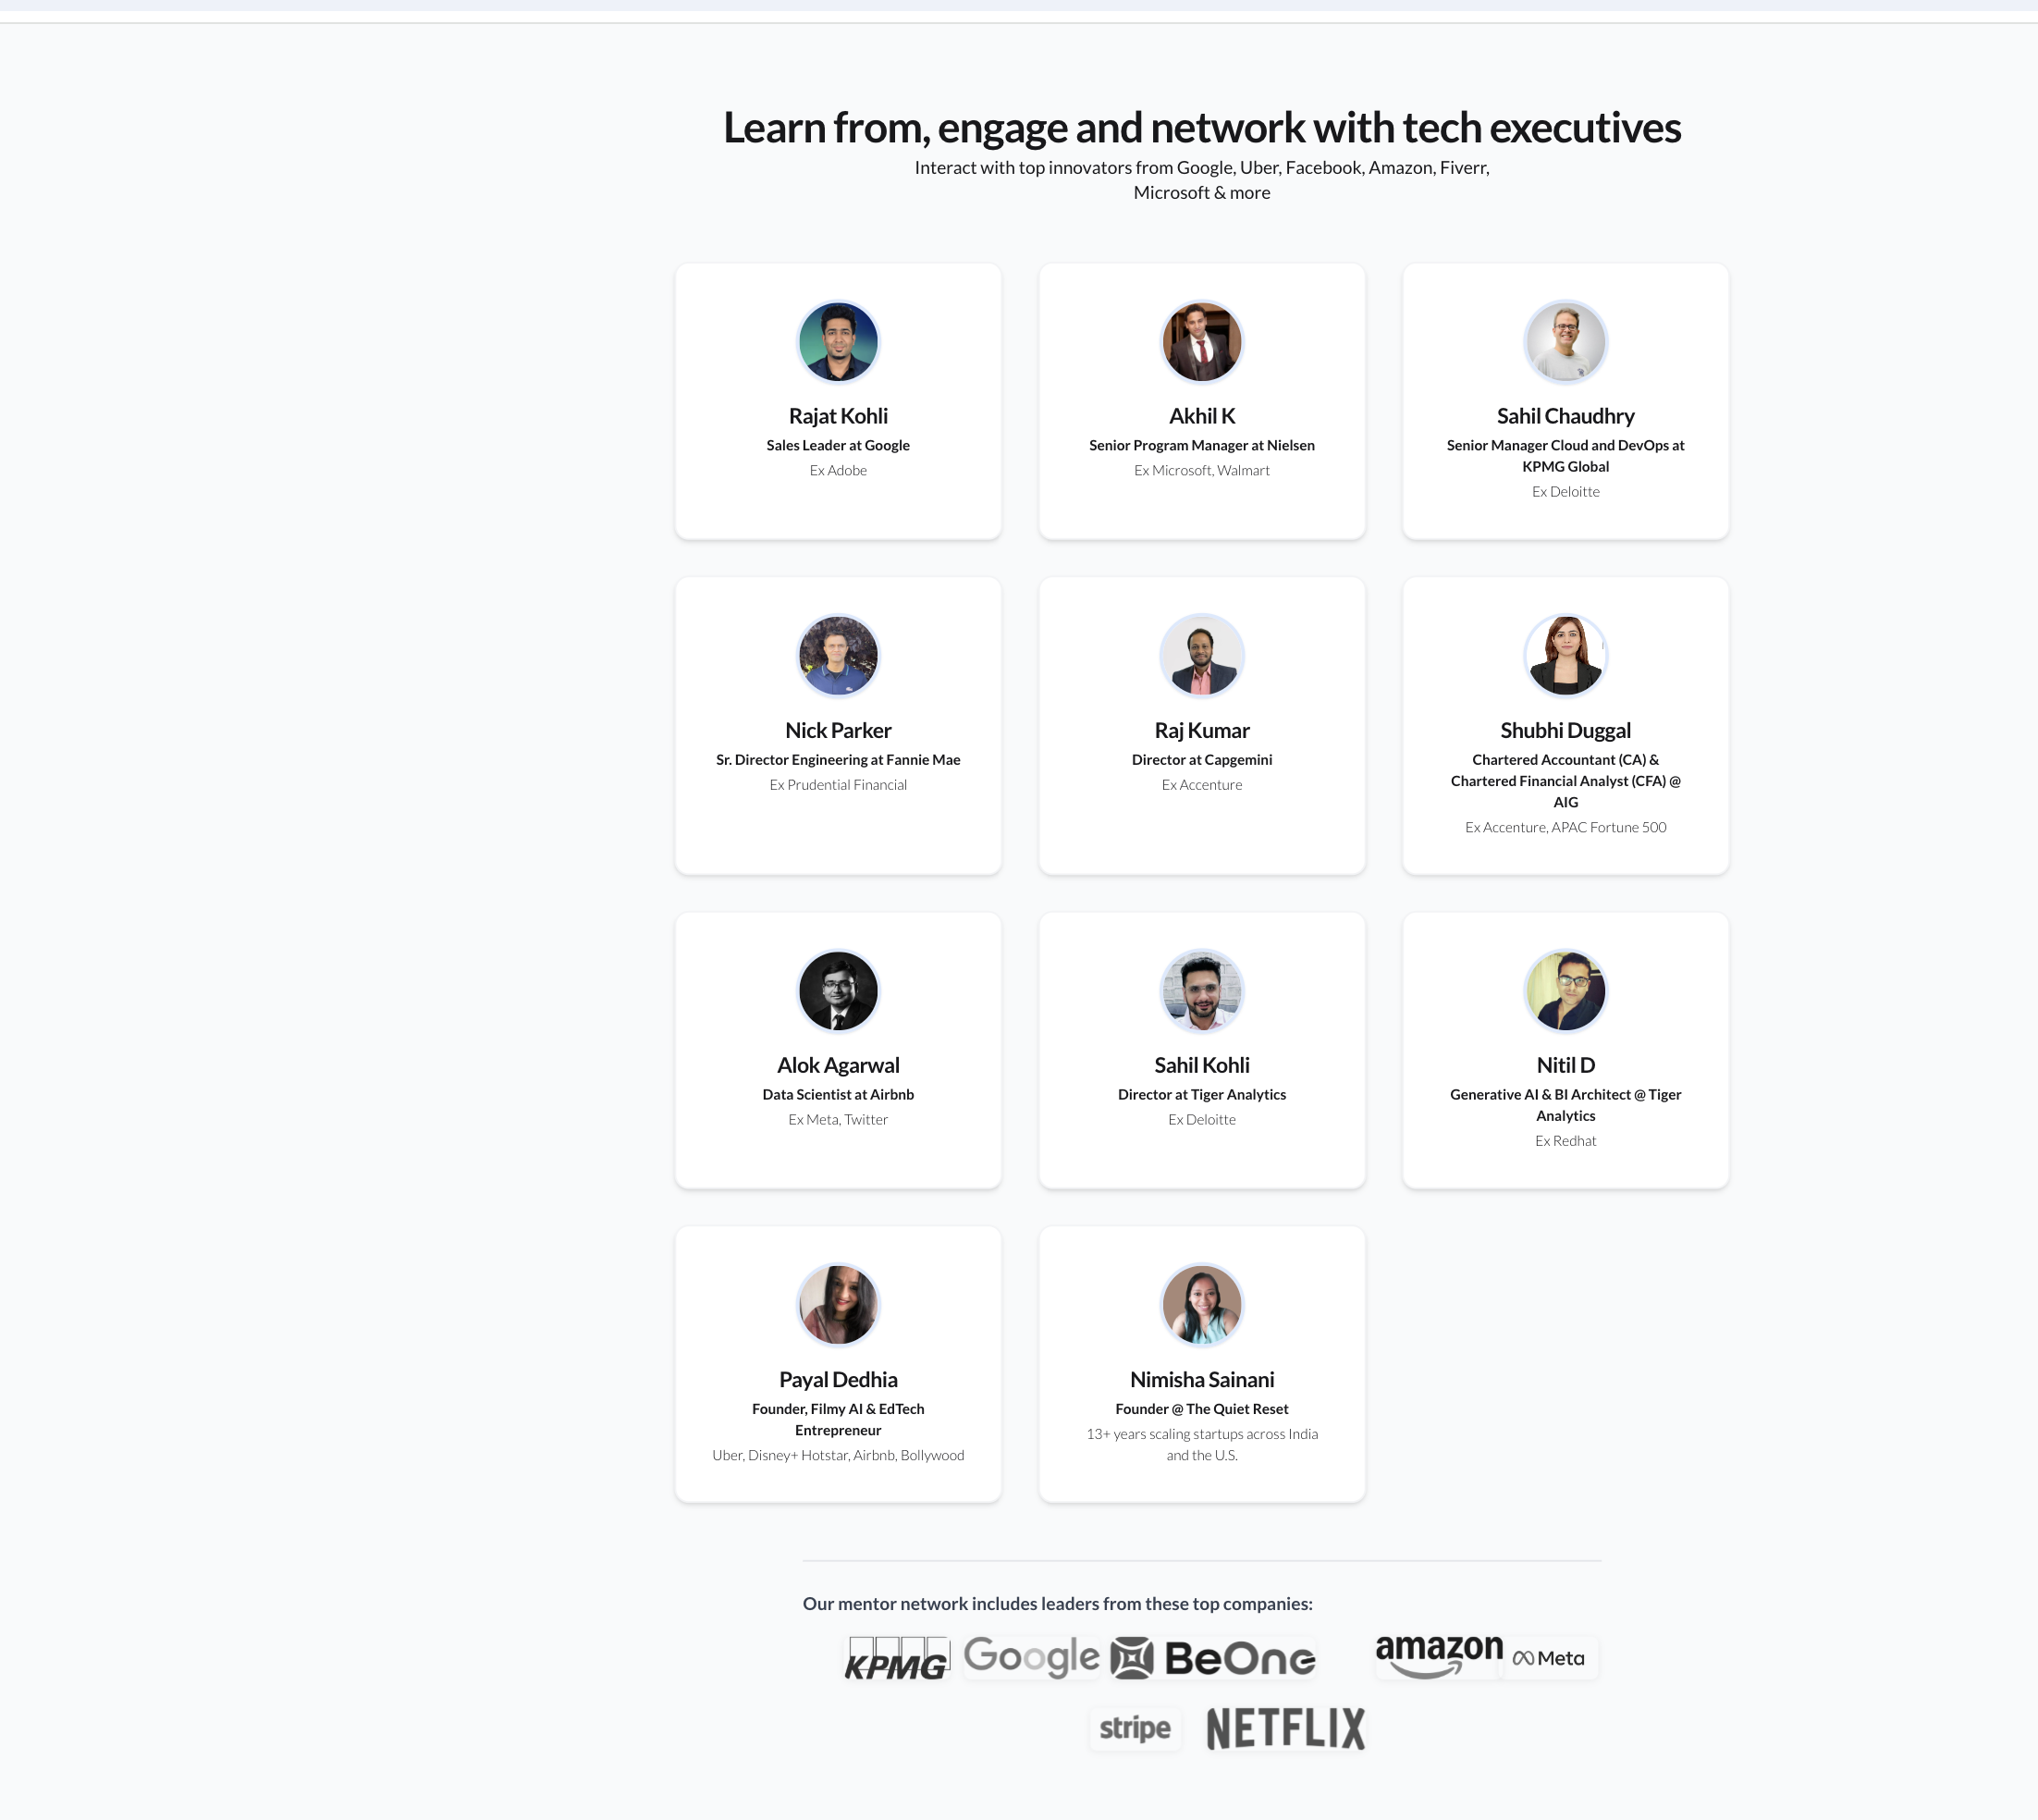 Learn from, engage and network with tech executives
Interact with top innovators from Google, Uber, Facebook, Amazon, Fiverr,
Microsoft & more
Rajat Kohli
Sales Leader at Google
Ex Adobe
Akhil K
Senior Program Manager at Nielsen
Ex Microsoft, Walmart
Sahil Chaudhry
Senior Manager Cloud and DevOps at
KPMG Global
Ex Deloitte
Nick Parker
Sr. Director Engineering at Fannie Mae
Ex Prudential Financial
Raj Kumar
Director at Capgemini
Ex Accenture
Shubhi Duggal
Chartered Accountant (CA) &
Chartered Financial Analyst (CFA) @
AIG
Ex Accenture, APAC Fortune 500
Alok Agarwal
Data Scientist at Airbnb
Ex Meta, Twitter
Sahil Kohli
Director at Tiger Analytics
Ex Deloitte
Nitil D
Generative AI & BI Architect @ Tiger
Analytics
Ex Redhat
Payal Dedhia
Founder, Filmy AI & EdTech
Entrepreneur
Uber, Disney+ Hotstar, Airbnb, Bollywood
Nimisha Sainani
Founder @ The Quiet Reset
13+ years scaling startups across India
and the U.S.
Our mentor network includes leaders from these top companies:
KPMG Google BeOne amazon Meta
stripe NETFLIX